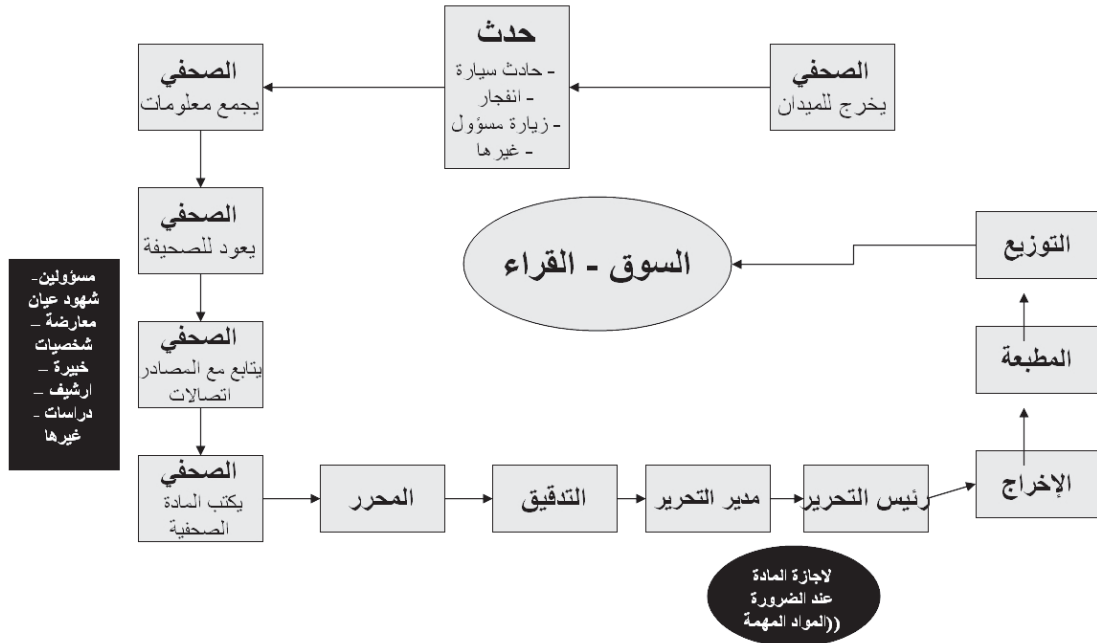 الصحفي
يخرج للميدان
حدث
- حادث سيارة
- انفجار
- زيارة مسؤول
- غيرها
الصحفي
يجمع معلومات
الصحفي
يعود للصحيفة
الصحفي
يتابع مع المصادر
اتصالات
مسؤولين-
شهود عيان
معارضة –
شخصيات
خبيرة –
ارشيف –
دراسات -
غيرها
الصحفي
يكتب المادة
الصحفية
المحرر
التدقيق
مدير التحرير
رئيس التحرير
لاجازة المادة
عند الضرورة
((المواد المهمة
الإخراج
المطبعة
التوزيع
السوق - القراء